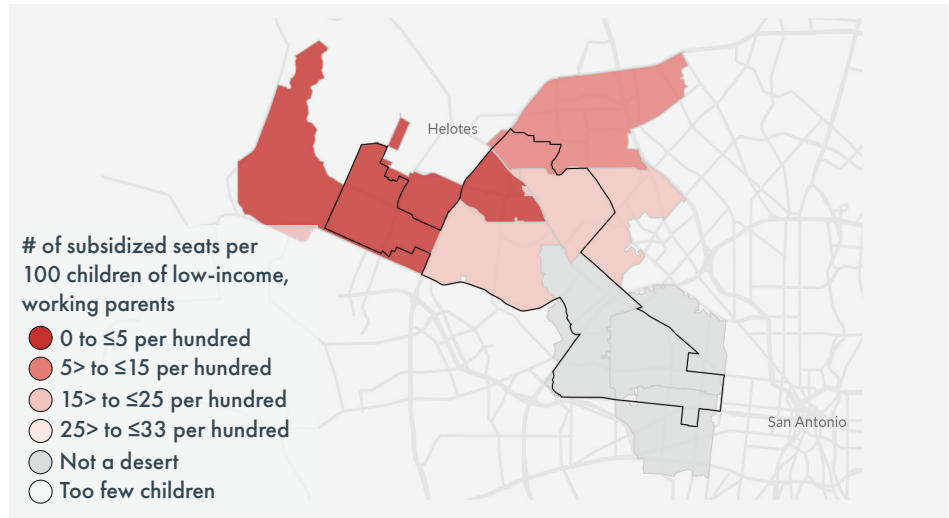 Helotes
# of subsidized seats per
100 children of low-income,
working parents
0 to ≤5 per hundred
5> to ≤15 per hundred
15> to ≤25 per hundred
25> to ≤33 per hundred
Not a desert
Too few children
San Antonio